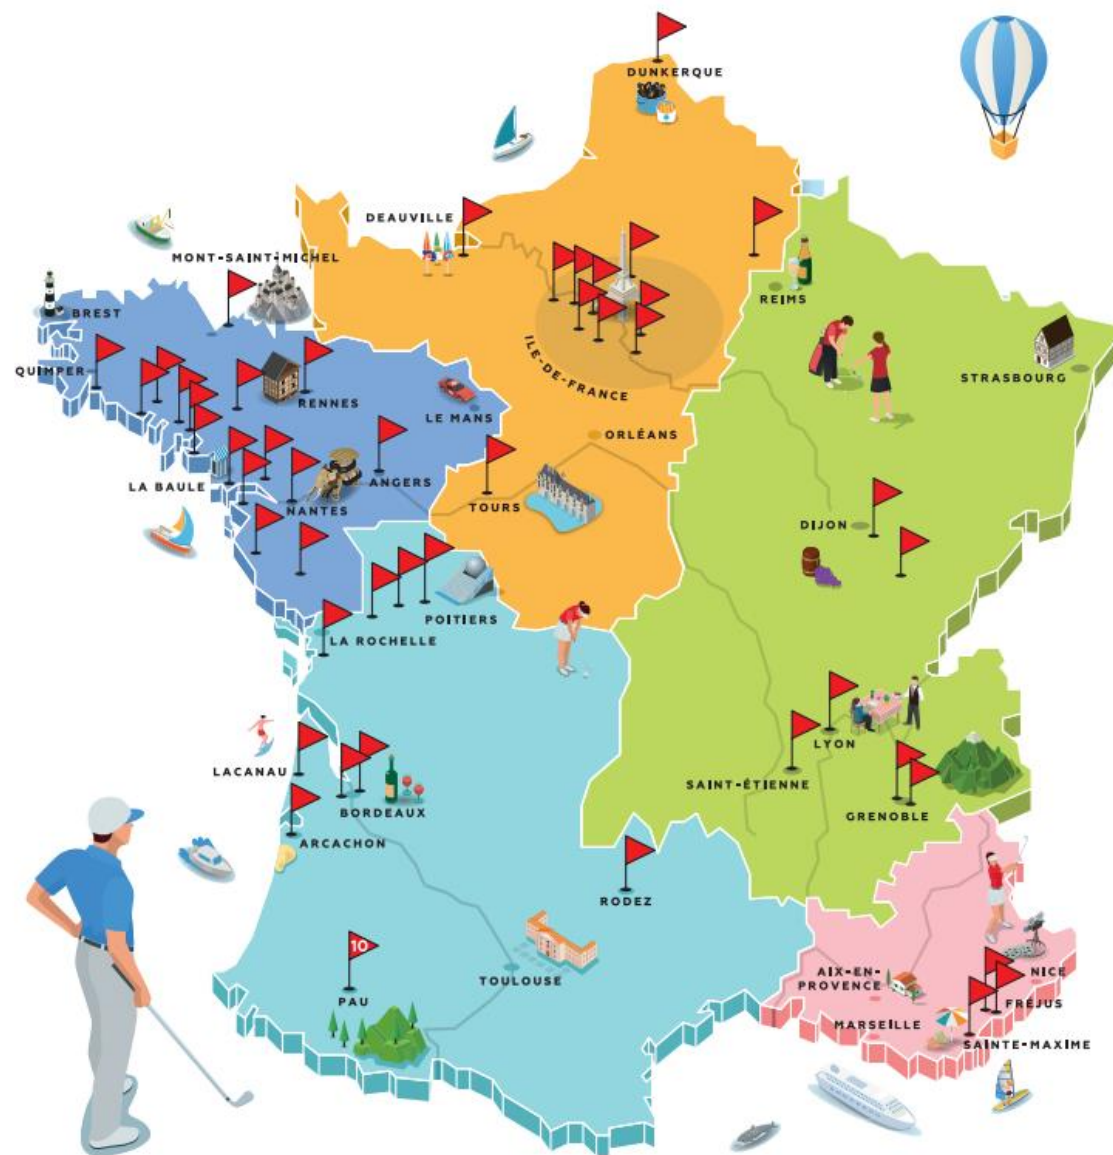 DUNKERQUE
DEAUVILLE
MONT-SAINT-MICHEL
BREST
REIMS
QUIMPER
RENNES
LE MANS
ILE-DE-FRANCE
STRASBOURG
ORLÉANS
LA BAULE
ANGERS
NANTES
TOURS
DIJON
POITIERS
LA ROCHELLE
LYON
LACANAU
SAINT-ÉTIENNE
BORDEAUX
GRENOBLE
ARCACHON
RODEZ
10
TOULOUSE
PAU
AIX-EN-
PROVENCE
NICE
FRÉJUS
MARSEILLE
SAINTE-MAXIME